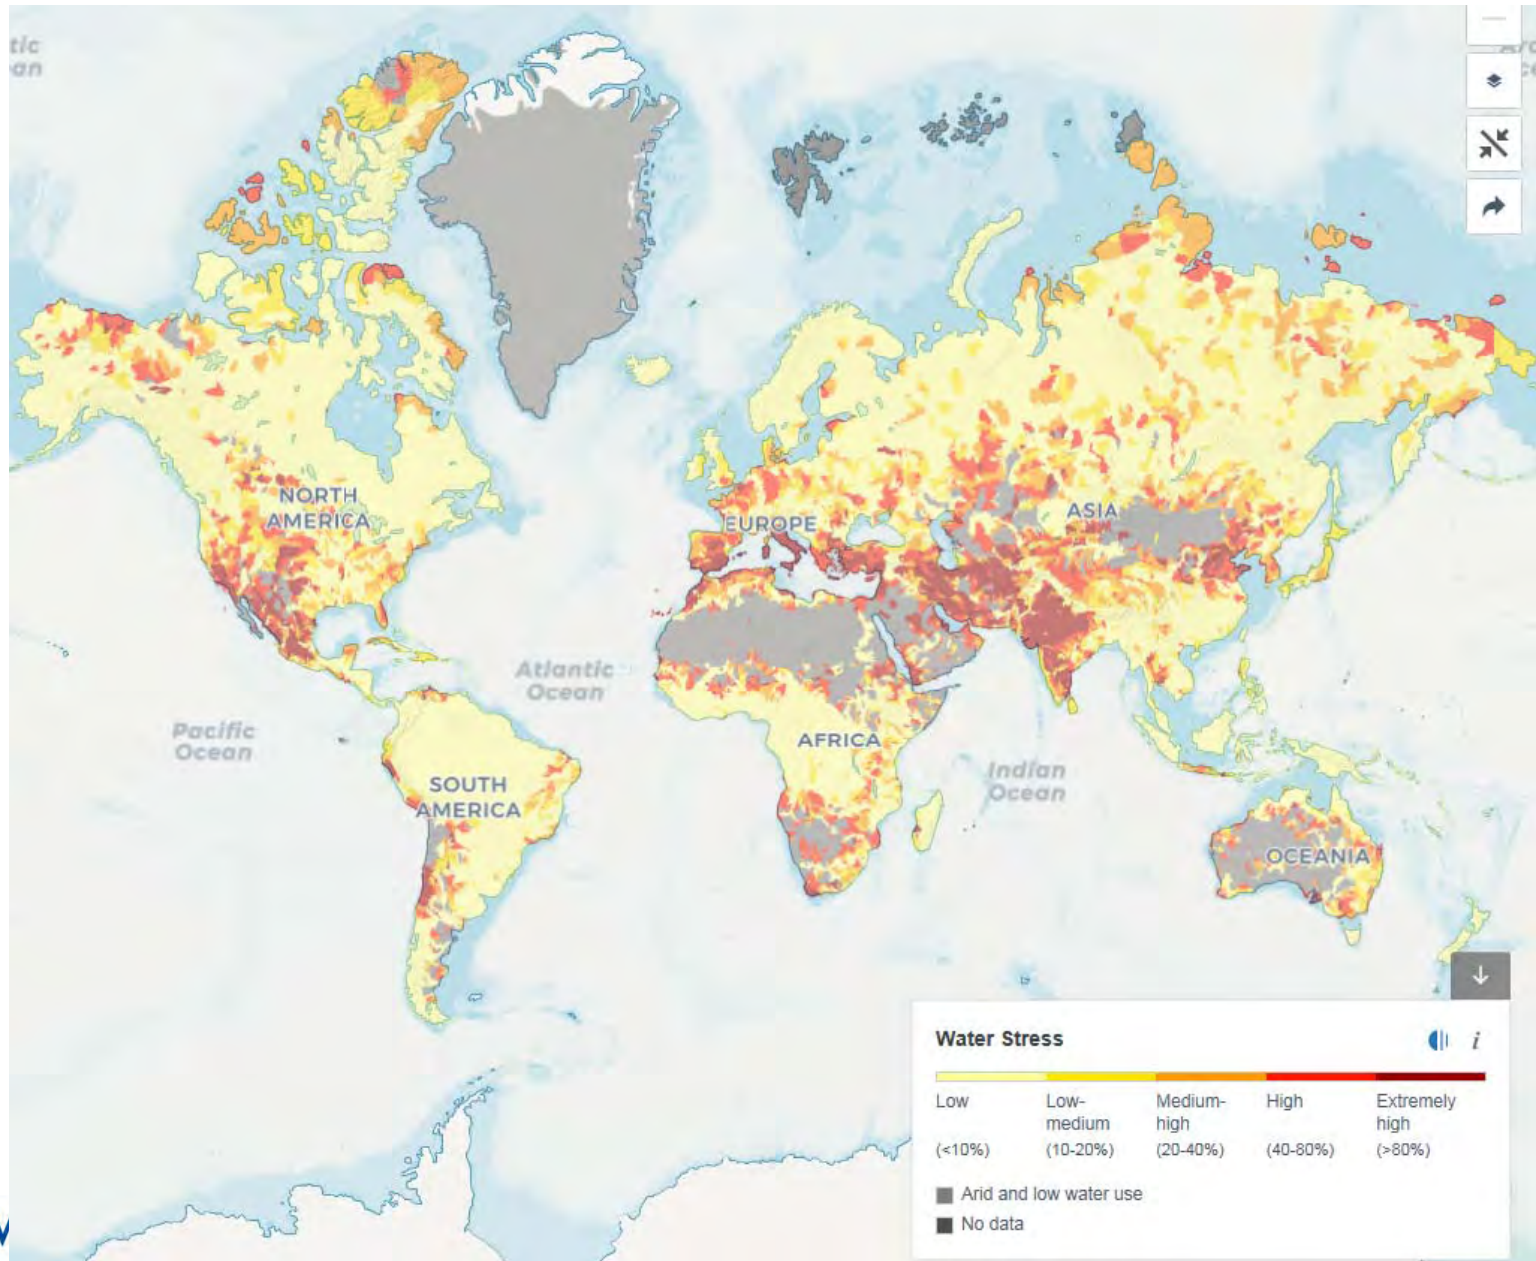 tic
an
NORTH
AMERICA
EUROPE
ASIA
Atlantic
Ocean
Pacific
Ocean
AFRICA
Indian
Ocean
SOUTH
AMERICA
OCEANIA
Water Stress
i
Low
Low-
medium
Medium-
high
High
Extremely
high
(<10%)
(10-20%)
(20-40%)
(40-80%)
(>80%)
Arid and low water use
No data